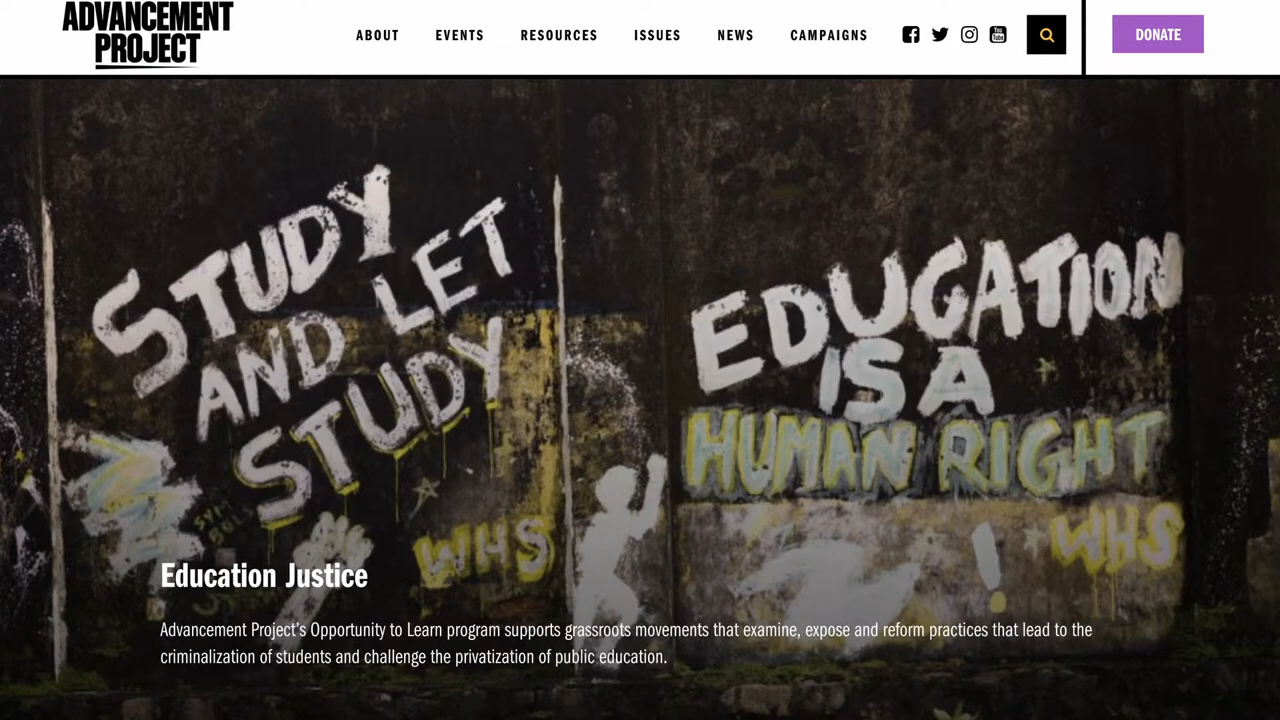 ADVANCEMENT
PROJECT
ABOUT EVENTS RESOURCES ISSUES NEWS CAMPAIGNS You Tube DONATE
STUDY
AND LET
STUDY
WHS
EDUCATION
IS A
HUMAN RIGHT
!
WHS
Education Justice
Advancement Project's Opportunity to Learn program supports grassroots movements that examine, expose and reform practices that lead to the
criminalization of students and challenge the privatization of public education.